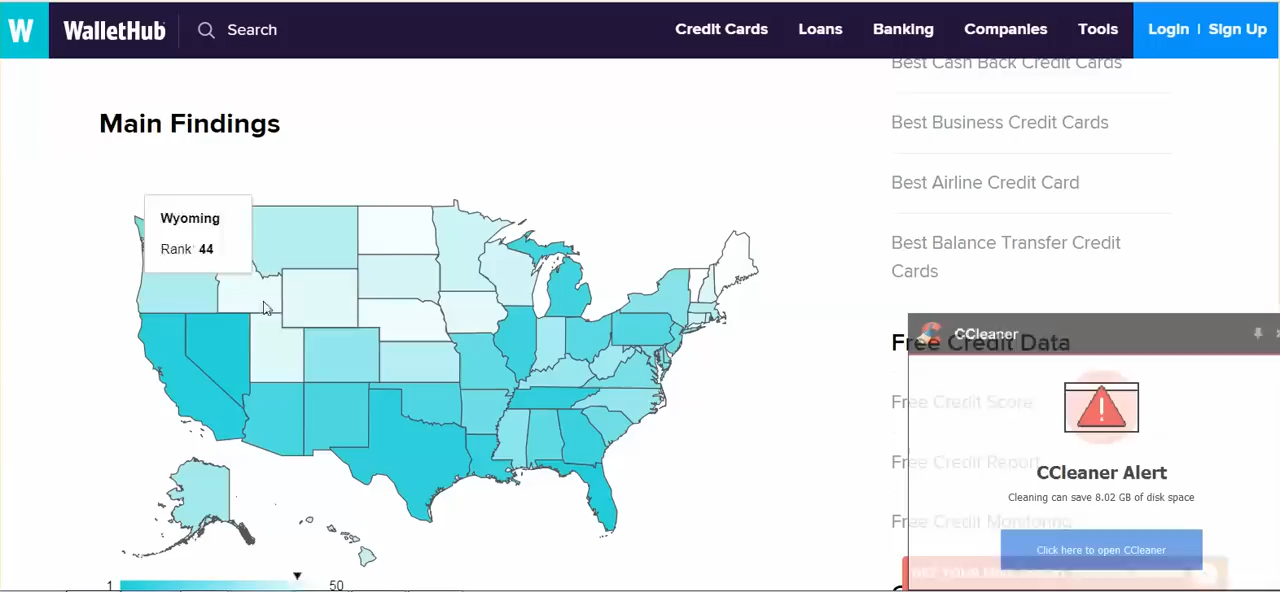 W WalletHub Search Credit Cards Loans Banking Companies Tools Login | Sign Up
Best Cash Back Credit Cards
Main Findings
Best Business Credit Cards
Best Airline Credit Card
Wyoming
Rank 44
Best Balance Transfer Credit
Cards
Free Credit Data
CCleaner
Free Credit Score
Free Credit Report
CCleaner Alert
Cleaning can save 8.02 GB of disk space
Free Credit Monitoring
Click here to open CCleaner
1 50